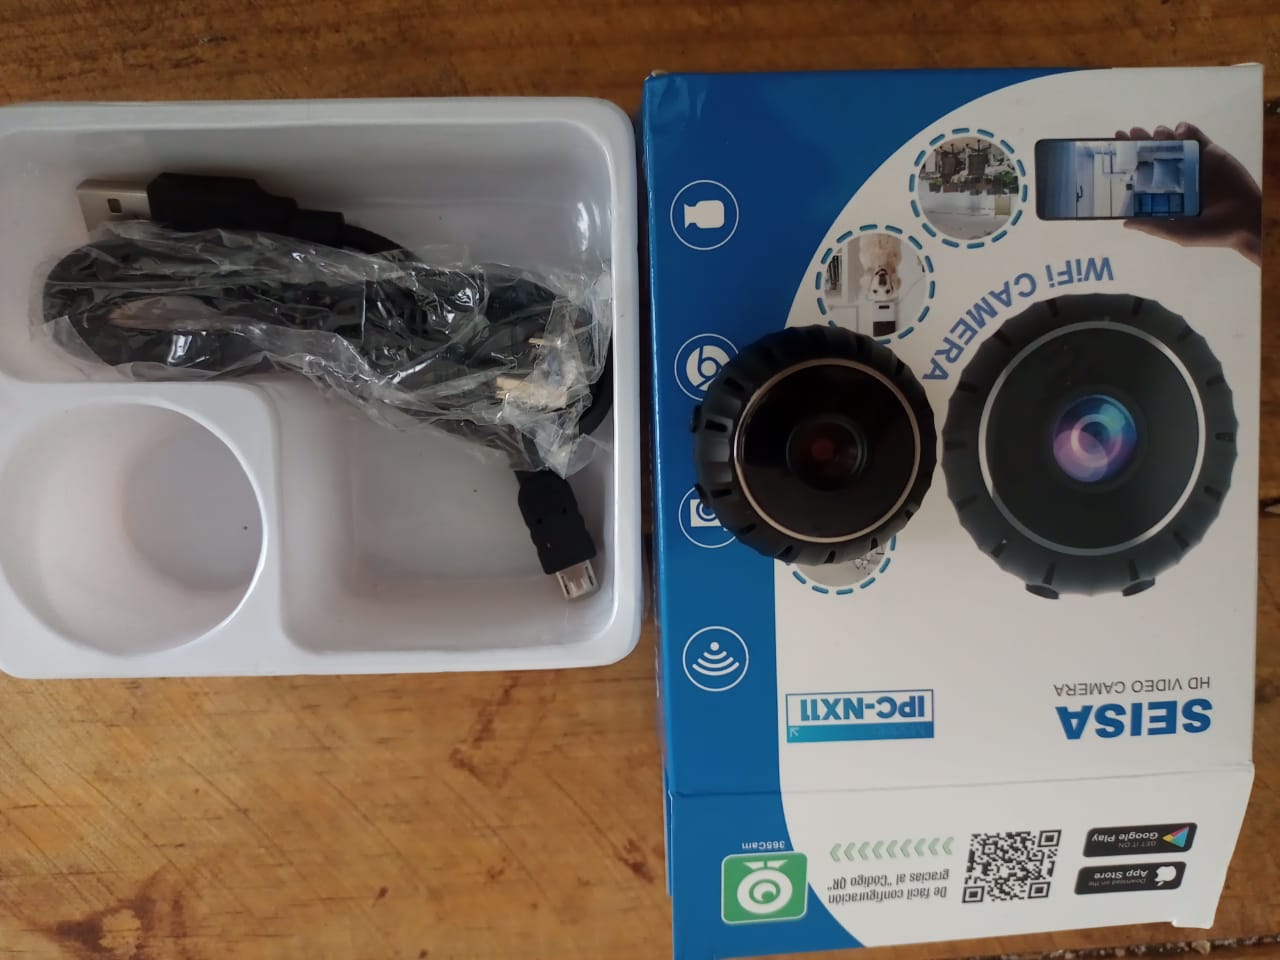 WiFi CAMERA
SEISA
HD VIDEO CAMERA
IPC-NX11
365Cam
De fácil configuración
gracias al "Código QR"
GET IT ON
Google Play
Download on the
App Store